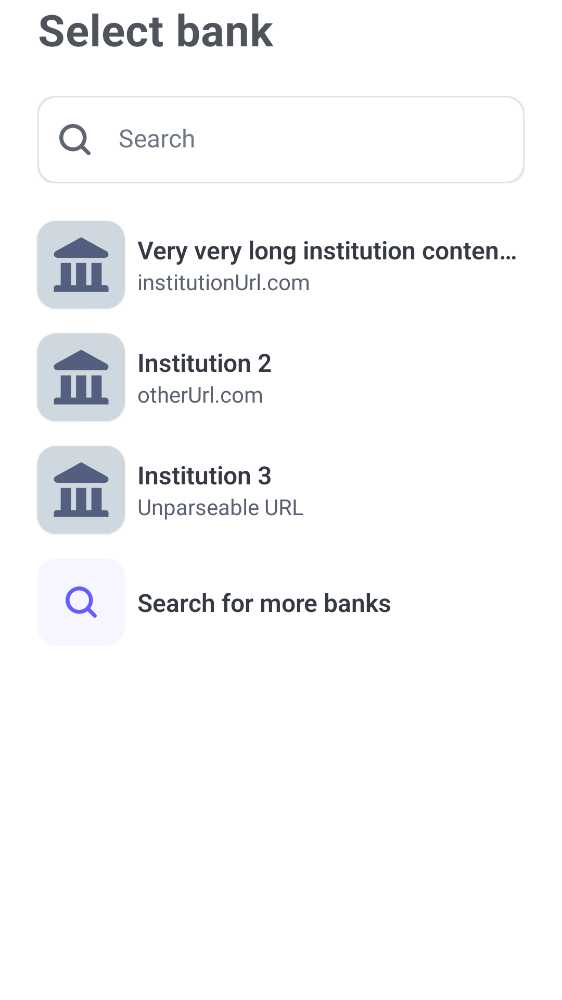 Select bank
Search
Very very long institution conten...
institutionUrl.com
Institution 2
otherUrl.com
Institution 3
Unparseable URL
Search for more banks